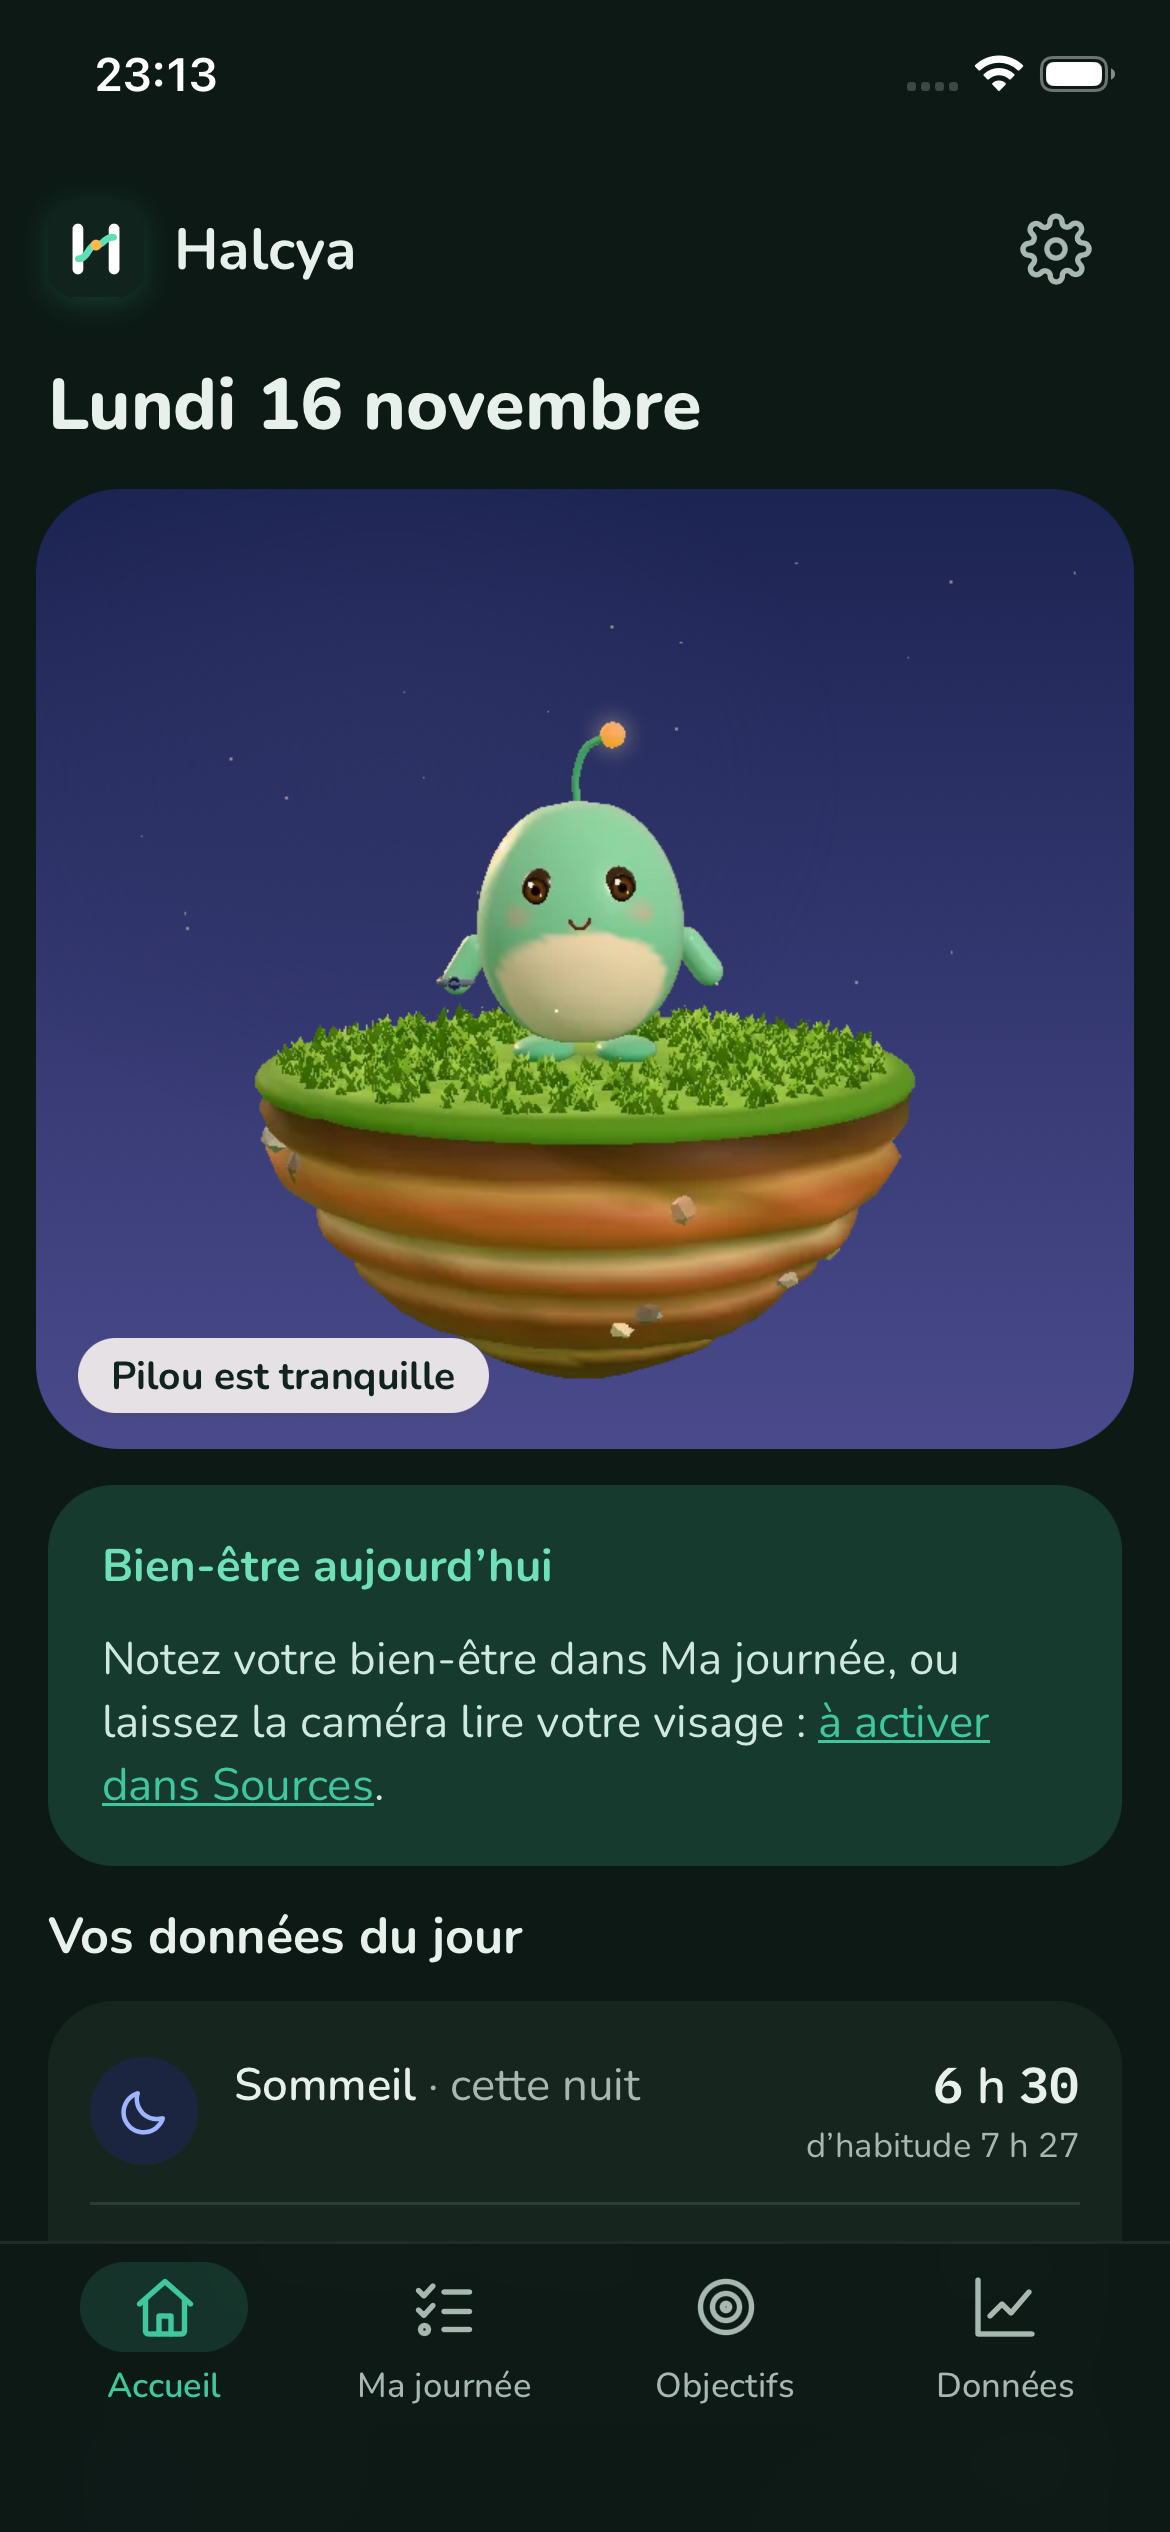 23:13
Halcya
Lundi 16 novembre
Pilou est tranquille
Bien-être aujourd’hui
Notez votre bien-être dans Ma journée, ou
laissez la caméra lire votre visage : à activer
dans Sources.
Vos données du jour
Sommeil · cette nuit
6 h 30
d’habitude 7 h 27
Accueil
Ma journée
Objectifs
Données